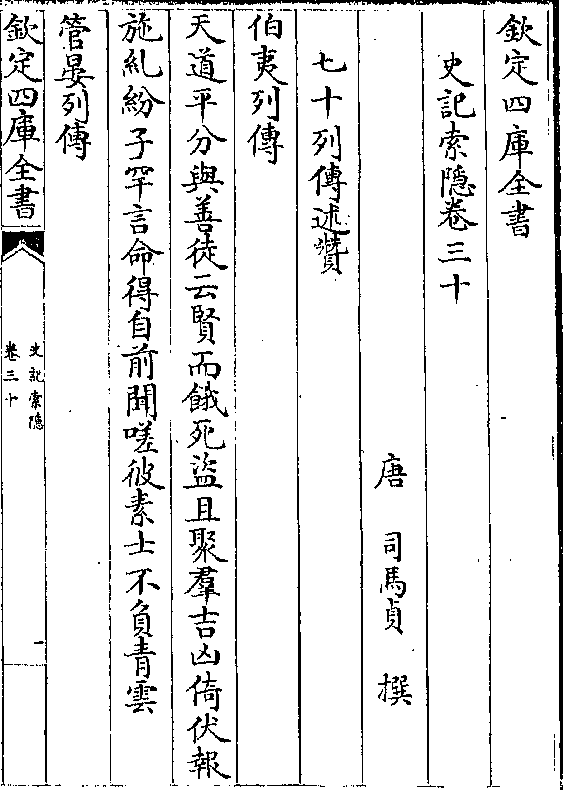 欽定四庫全書
史記索隱卷三十
唐 司馬貞 撰
七十列傳述贊
伯夷列傳
天道平分與善徒云賢而餓死盜且聚羣吉凶倚伏報
施糺紛子罕言命得自前聞嗟彼素士不負青雲
管晏列傳
欽定四庫全書
史記索隱
卷三十